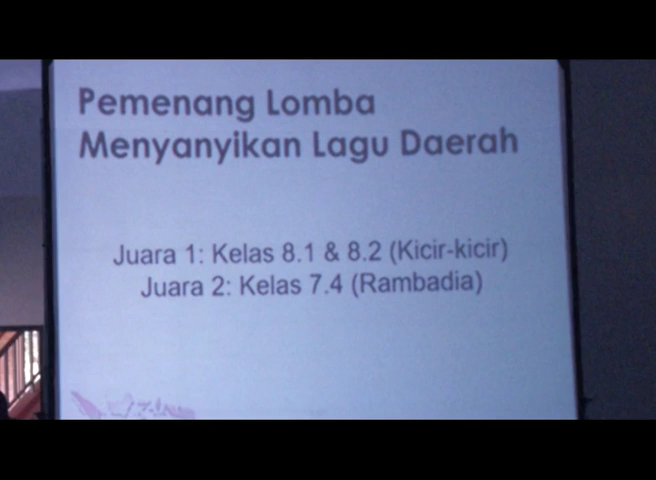 Pemenang Lomba
Menyanyikan Lagu Daerah
Juara 1: Kelas 8.1 & 8.2 (Kicir-kicir)
Juara 2: Kelas 7.4 (Rambadia)